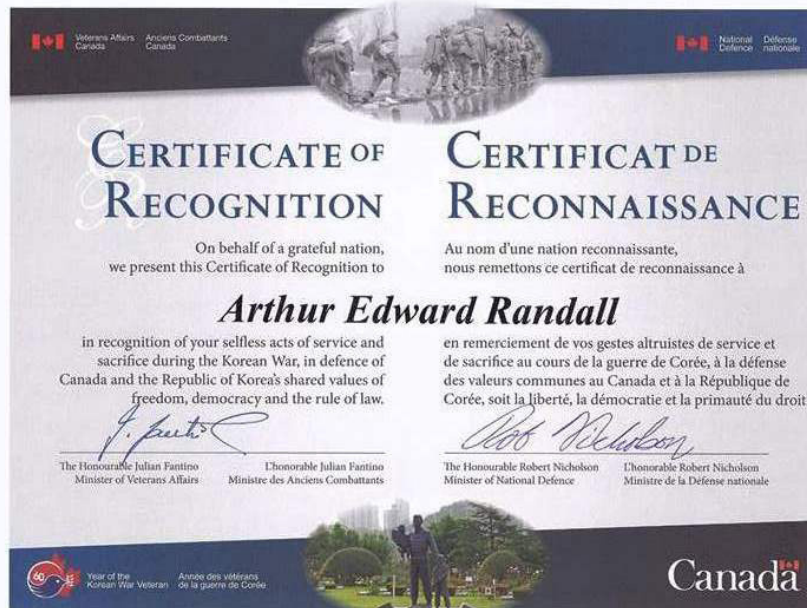 Veterans Affairs Anciens Combattants
Canada Canada
National Défense
Defence nationale
CERTIFICATE OF
RECOGNITION
On behalf of a grateful nation,
we present this Certificate of Recognition to
CERTIFICAT DE
RECONNAISSANCE
Au nom d'une nation reconnaissante,
nous remettons ce certificat de reconnaissance à
Arthur Edward Randall
in recognition of your selfless acts of service and
sacrifice during the Korean War, in defence of
Canada and the Republic of Korea's shared values of
freedom, democracy and the rule of law.
en remerciement de vos gestes altruistes de service et
de sacrifice au cours de la guerre de Corée, à la défense
des valeurs communes au Canada et à la République de
Corée, soit la liberté, la démocratie et la primauté du droit
J. Fantino
Rob Nicholson
The Honourable Julian Fantino
Minister of Veterans Affairs
L'honorable Julian Fantino
Ministre des Anciens Combattants
The Honourable Robert Nicholson
Minister of National Defence
L'honorable Robert Nicholson
Ministre de la Défense nationale
60
Year of the
Korean War Veteran
Année des vétérans
de la guerre de Corée
Canada